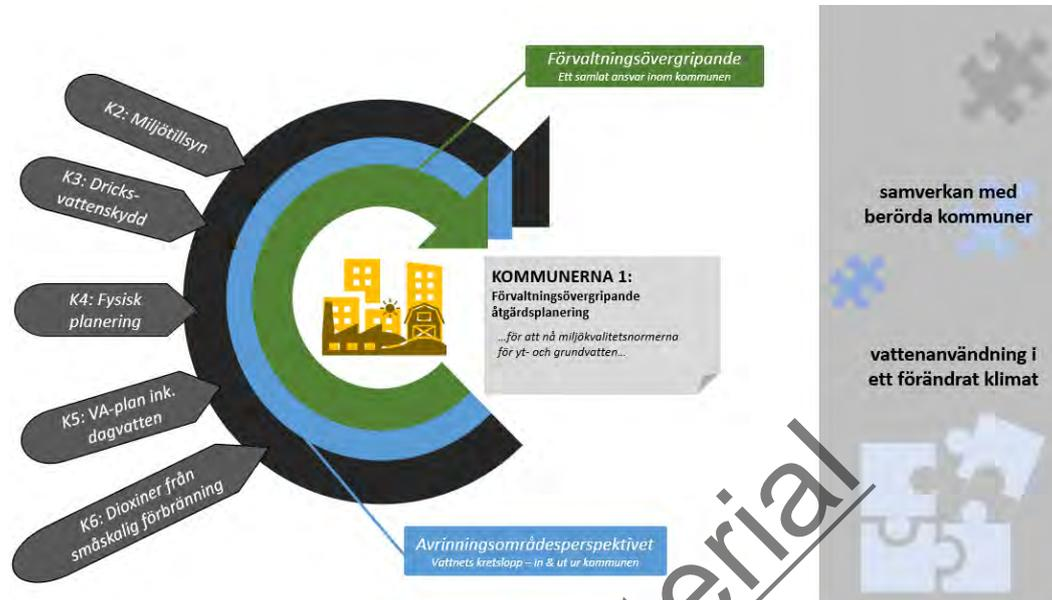 Förvaltningsövergripande
Ett samlat ansvar inom kommunen
K2: Miljötillsyn
K3: Dricks-
vattenskydd
K4: Fysisk
planering
K5: VA-plan ink.
dagvatten
K6: Dioxiner från
småskalig förbränning
KOMMUNERNA 1:
Förvaltningsövergripande
åtgärdsplanering
...för att nå miljökvalitetsnormerna
för yt- och grundvatten...
Avrinningsområdesperspektivet
Vattnets kretslopp – in & ut ur kommunen
samverkan med
berörda kommuner
vattenanvändning i
ett förändrat klimat